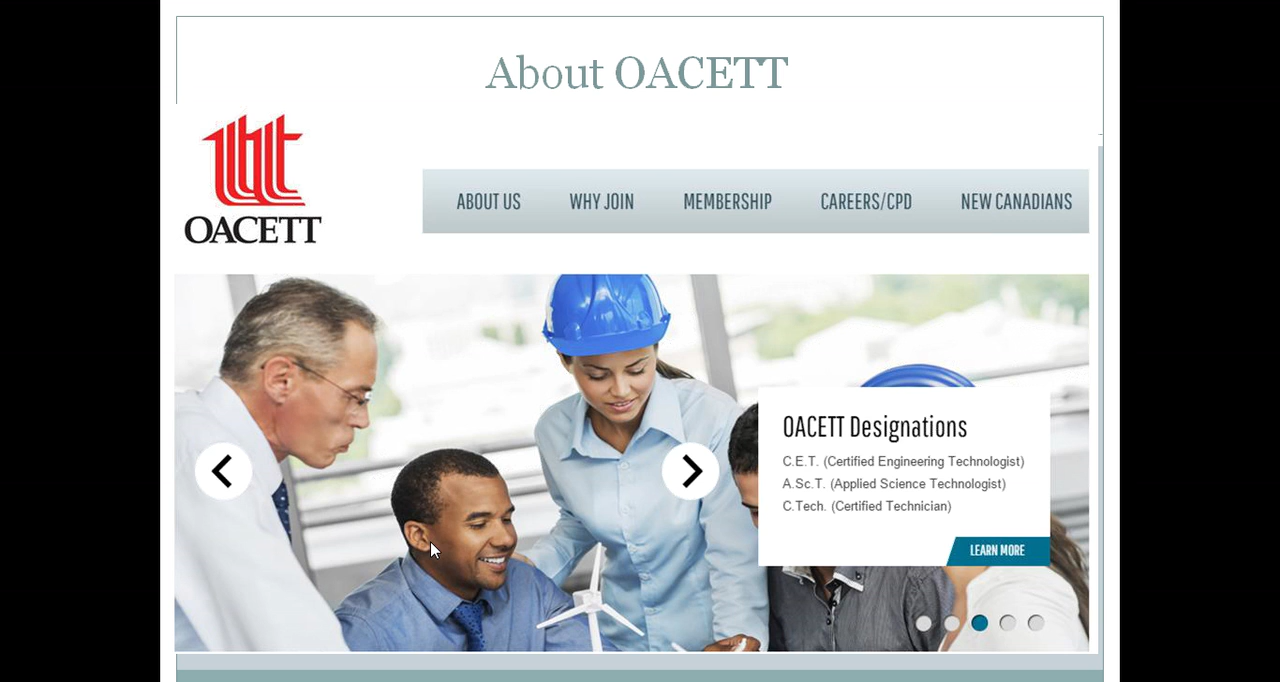 About OACETT
OACETT
ABOUT US WHY JOIN MEMBERSHIP CAREERS/CPD NEW CANADIANS
OACETT Designations
C.E.T. (Certified Engineering Technologist)
A.Sc.T. (Applied Science Technologist)
C.Tech. (Certified Technician)
LEARN MORE